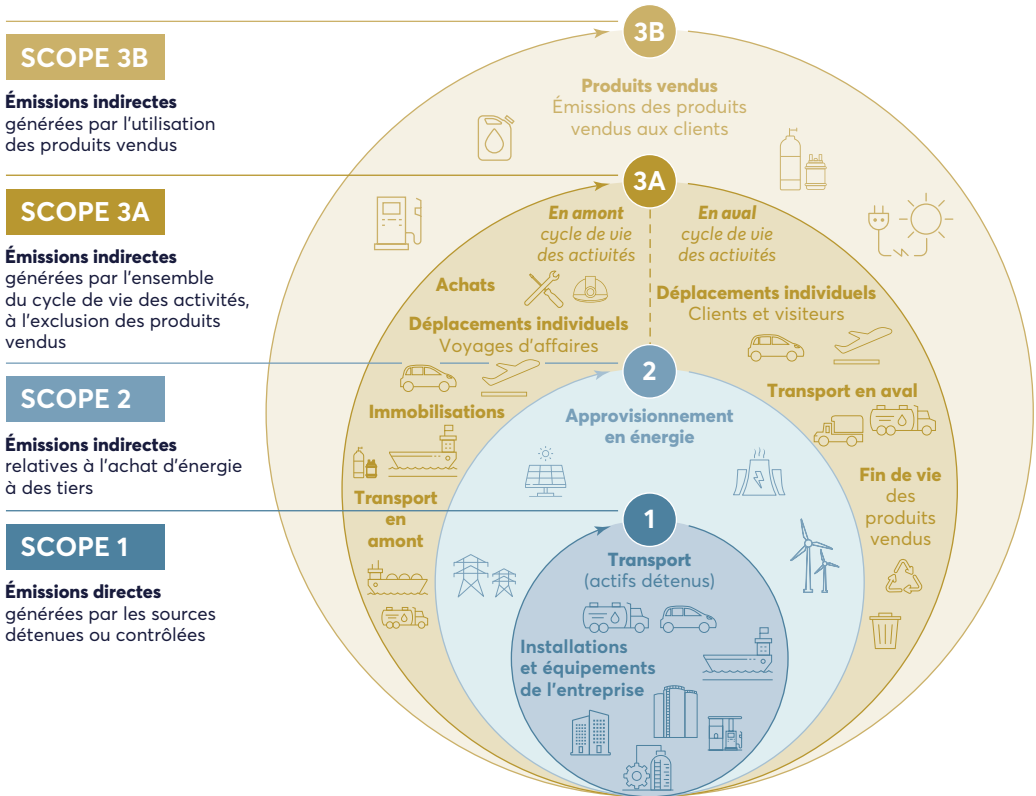 SCOPE 3B
Émissions indirectes
générées par l'utilisation
des produits vendus
SCOPE 3A
Émissions indirectes
générées par l'ensemble
du cycle de vie des activités,
à l'exclusion des produits
vendus
SCOPE 2
Émissions indirectes
relatives à l'achat d'énergie
à des tiers
SCOPE 1
Émissions directes
générées par les sources
détenues ou contrôlées
3B
Produits vendus
Émissions des produits
vendus aux clients
3A
En amont
cycle de vie
des activités
En aval
cycle de vie
des activités
Achats
Déplacements individuels
Voyages d'affaires
Immobilisations
Transport
en
amont
Déplacements individuels
Clients et visiteurs
Transport en aval
Fin de vie
des
produits
vendus
2
Approvisionnement
en énergie
1
Transport
(actifs détenus)
Installations
et équipements
de l'entreprise